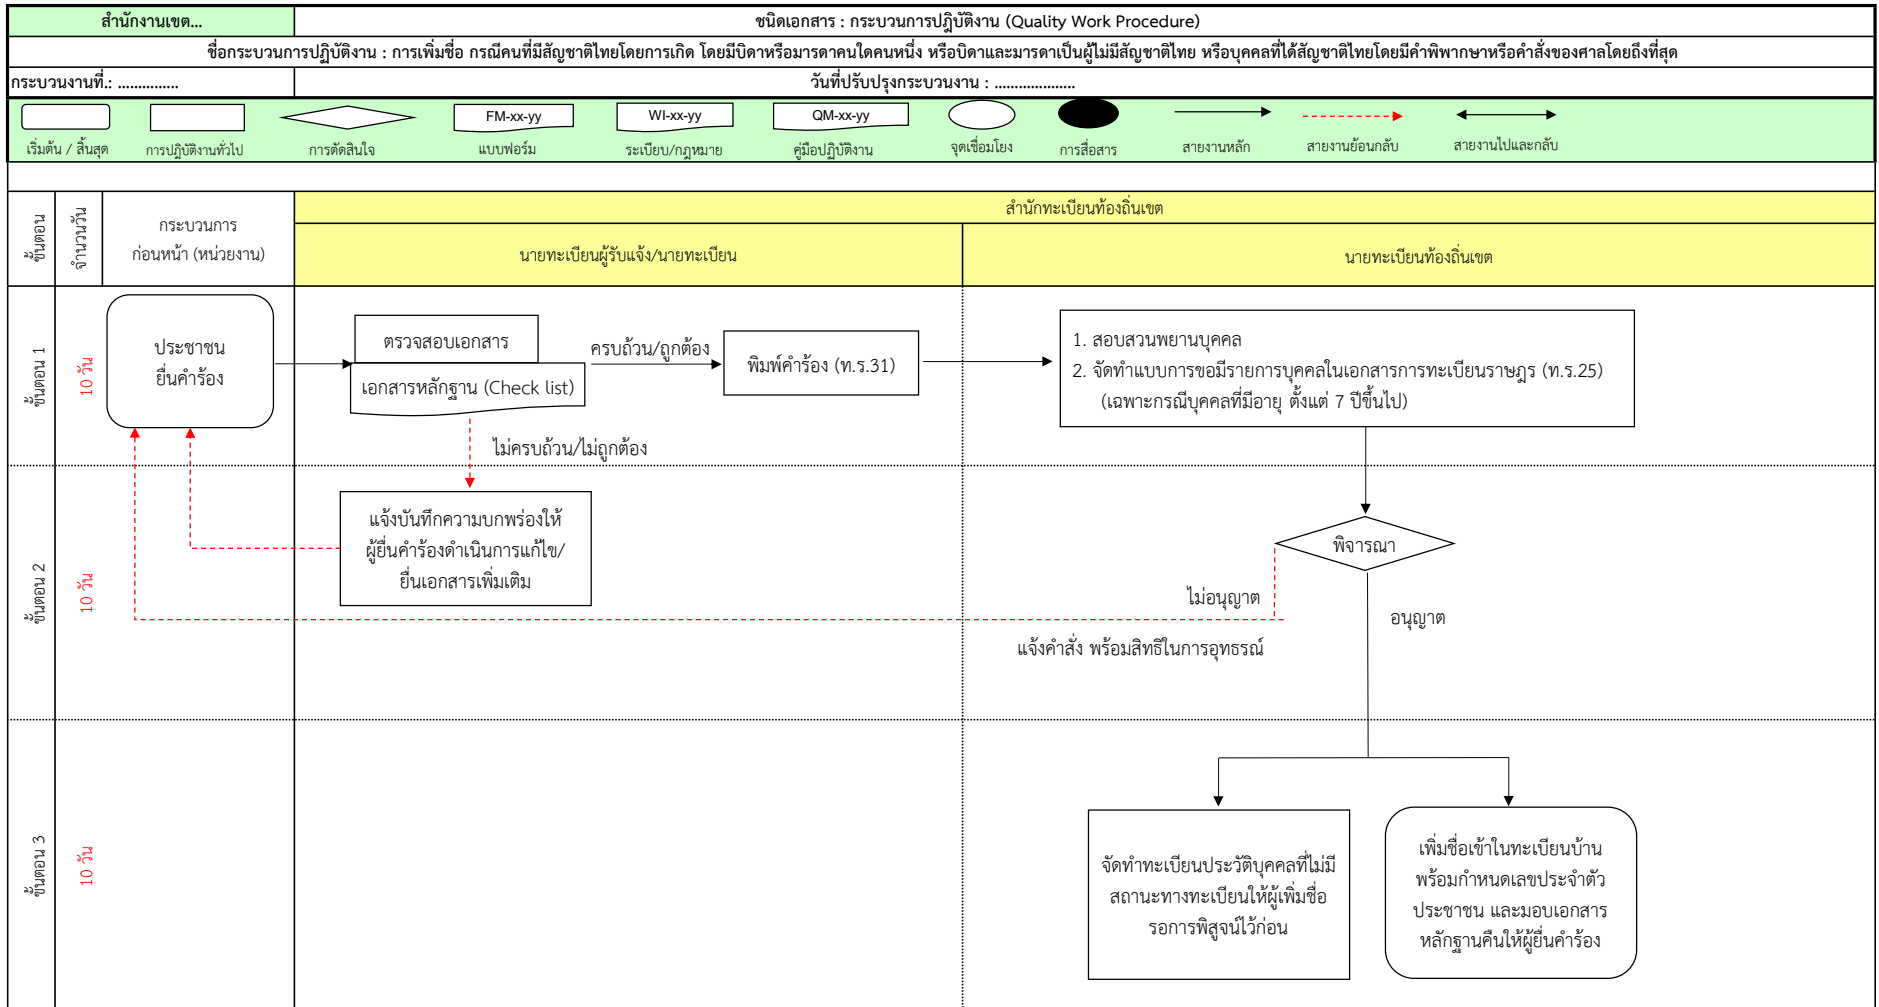 สำนักงานเขต...
ชนิดเอกสาร : กระบวนการปฏิบัติงาน (Quality Work Procedure)
ชื่อกระบวนการปฏิบัติงาน : การเพิ่มชื่อ กรณีคนที่มีสัญชาติไทยโดยการเกิด โดยมีบิดาหรือมารดาคนใดคนหนึ่ง หรือบิดาและมารดาเป็นผู้ไม่มีสัญชาติไทย หรือบุคคลที่ได้สัญชาติไทยโดยมีคำพิพากษาหรือคำสั่งของศาลโดยถึงที่สุด
กระบวนงานที่.: ...............
วันที่ปรับปรุงกระบวนงาน : ....................
FM-xx-yy
WI-xx-yy
QM-xx-yy
เริ่มต้น / สิ้นสุด
การปฏิบัติงานทั่วไป
การตัดสินใจ
แบบฟอร์ม
ระเบียบ/กฎหมาย
คู่มือปฏิบัติงาน
จุดเชื่อมโยง
การสื่อสาร
สายงานหลัก
สายงานย้อนกลับ
สายงานไปและกลับ
ขั้นตอน
จำนวนวัน
กระบวนการ
ก่อนหน้า (หน่วยงาน)
สำนักทะเบียนท้องถิ่นเขต
นายทะเบียนผู้รับแจ้ง/นายทะเบียน
นายทะเบียนท้องถิ่นเขต
ขั้นตอน 1
10 วัน
ประชาชน
ยื่นคำร้อง
ตรวจสอบเอกสาร
เอกสารหลักฐาน (Check list)
ครบถ้วน/ถูกต้อง
พิมพ์คำร้อง (ท.ร.31)
1. สอบสวนพยานบุคคล
2. จัดทำแบบการขอมีรายการบุคคลในเอกสารการทะเบียนราษฎร (ท.ร.25)
(เฉพาะกรณีบุคคลที่มีอายุ ตั้งแต่ 7 ปีขึ้นไป)
ไม่ครบถ้วน/ไม่ถูกต้อง
ขั้นตอน 2
10 วัน
แจ้งบันทึกความบกพร่องให้
ผู้ยื่นคำร้องดำเนินการแก้ไข/
ยื่นเอกสารเพิ่มเติม
พิจารณา
ไม่อนุญาต
อนุญาต
แจ้งคำสั่ง พร้อมสิทธิในการอุทธรณ์
ขั้นตอน 3
10 วัน
จัดทำทะเบียนประวัติบุคคลที่ไม่มี
สถานะทางทะเบียนให้ผู้เพิ่มชื่อ
รอการพิสูจน์ไว้ก่อน
เพิ่มชื่อเข้าในทะเบียนบ้าน
พร้อมกำหนดเลขประจำตัว
ประชาชน และมอบเอกสาร
หลักฐานคืนให้ผู้ยื่นคำร้อง